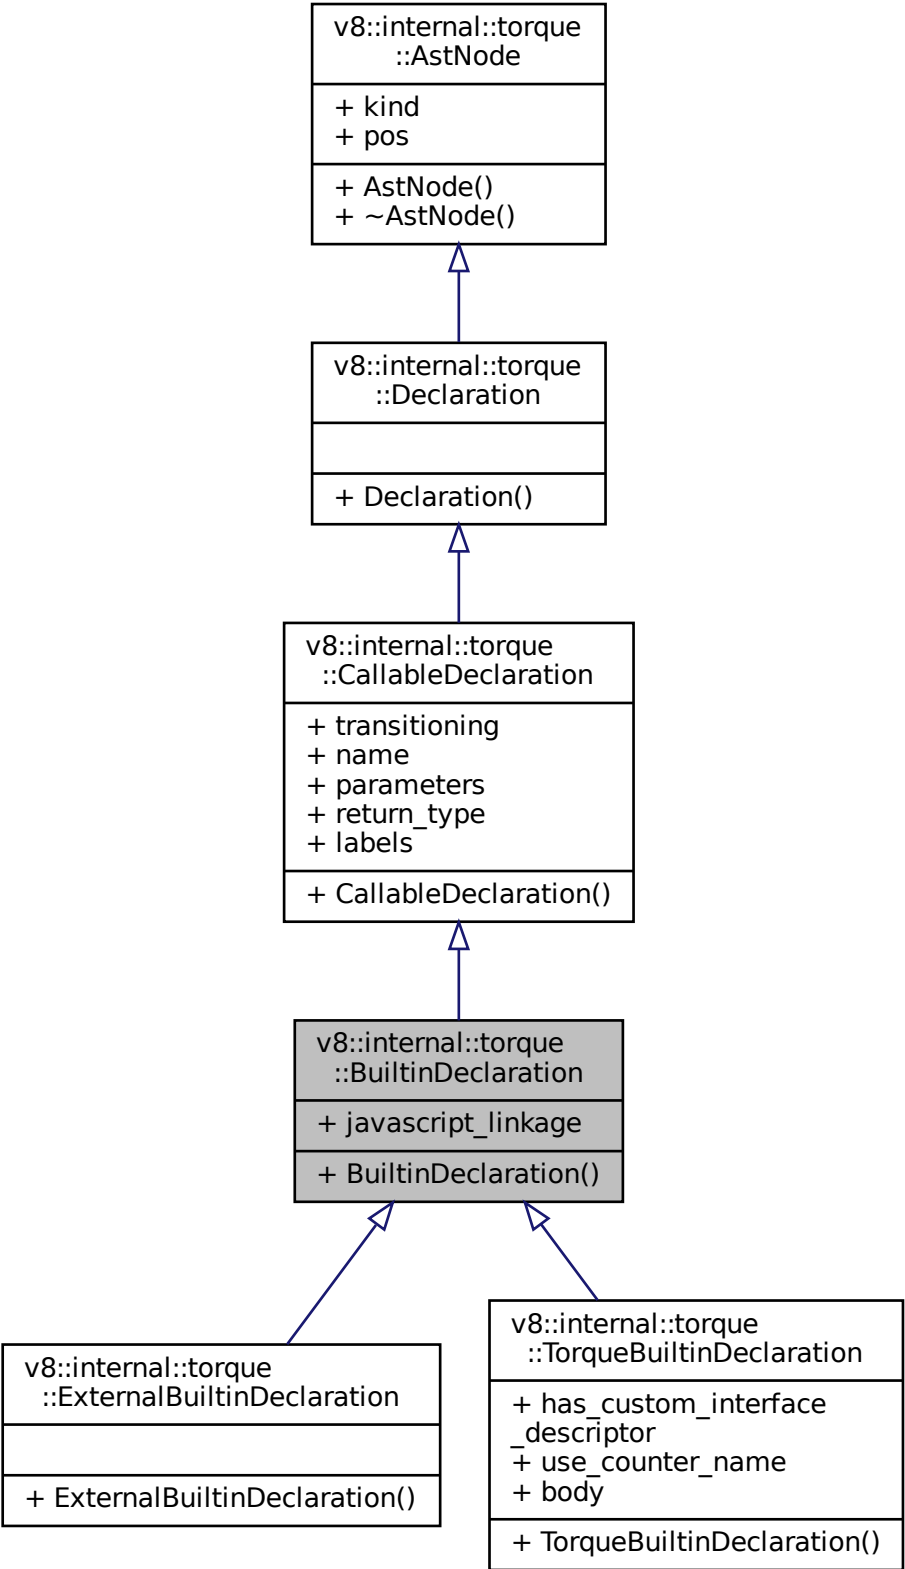 v8::internal::torque
::AstNode
+ kind
+ pos
+ AstNode()
+ ~AstNode()
v8::internal::torque
::Declaration
+ Declaration()
v8::internal::torque
::CallableDeclaration
+ transitioning
+ name
+ parameters
+ return_type
+ labels
+ CallableDeclaration()
v8::internal::torque
::BuiltinDeclaration
+ javascript_linkage
+ BuiltinDeclaration()
v8::internal::torque
::ExternalBuiltinDeclaration
+ ExternalBuiltinDeclaration()
v8::internal::torque
::TorqueBuiltinDeclaration
+ has_custom_interface
_descriptor
+ use_counter_name
+ body
+ TorqueBuiltinDeclaration()